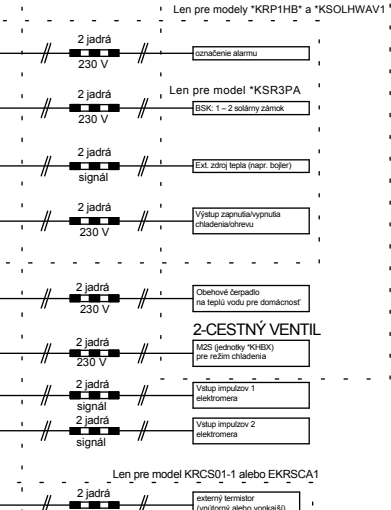 Len pre modely *KRP1HB* a *KSOLHWAV1*
2 jadrá
230 V
označenie alarmu
Len pre model *KSR3PA
2 jadrá
230 V
BSK: 1 – 2 solárny zámok
2 jadrá
signál
Ext. zdroj tepla (napr. bojler)
2 jadrá
230 V
Výstup zapnutia/vypnutia
chladenia/ohrevu
2 jadrá
230 V
Obehové čerpadlo
na teplú vodu pre domácnosť
2-CESTNÝ VENTIL
2 jadrá
230 V
M2S (jednotky *KHBX)
pre režim chladenia
2 jadrá
signál
Vstup impulzov 1
elektromera
2 jadrá
signál
Vstup impulzov 2
elektromera
Len pre model KRCS01-1 alebo EKRSCA1
2 jadrá
externý termistor
(vnútorný alebo vonkajší)